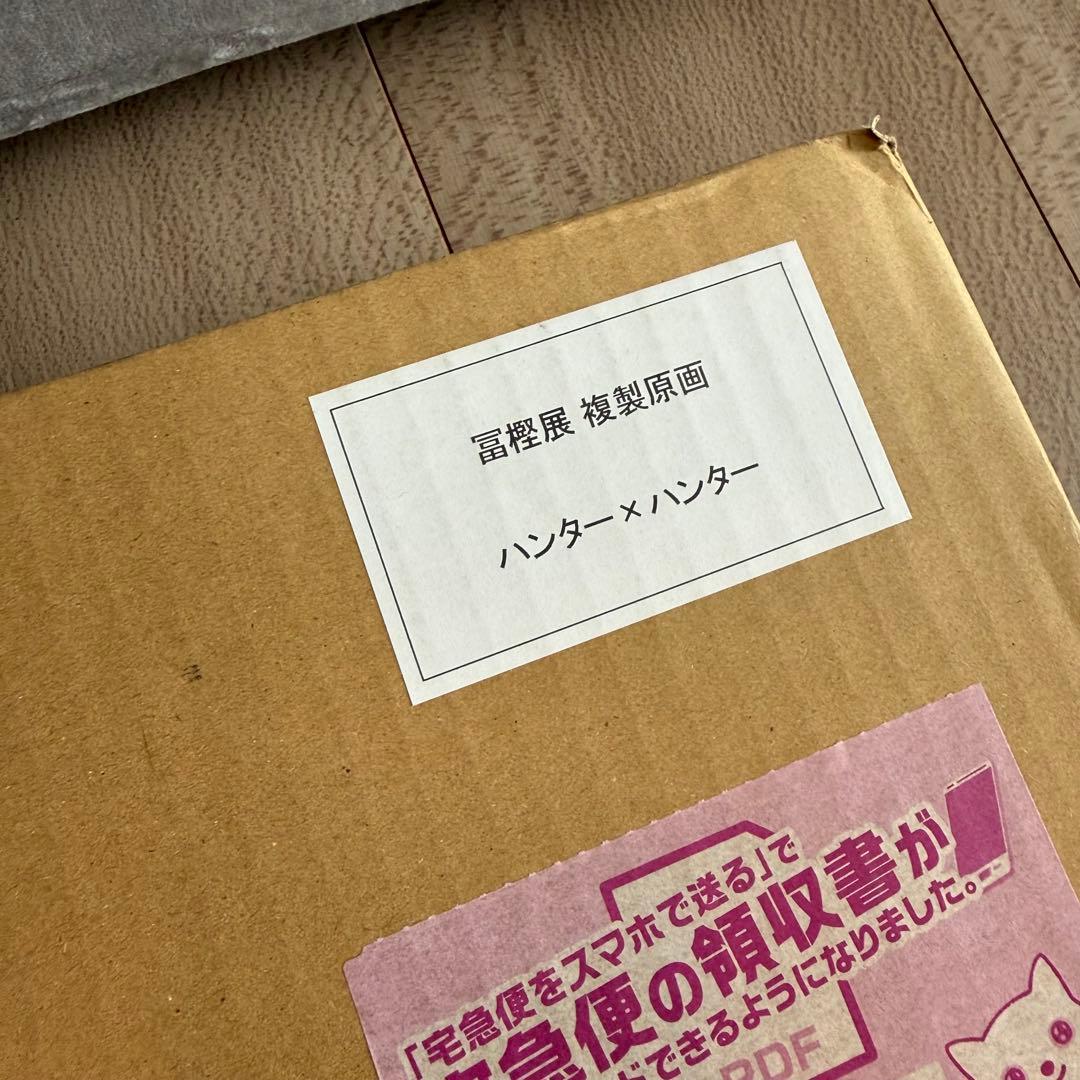 冨樫展 複製原画
ハンター×ハンター
「宅急便をスマホで送る」で
急便の領収書が
ドできるようになりました。
PDF